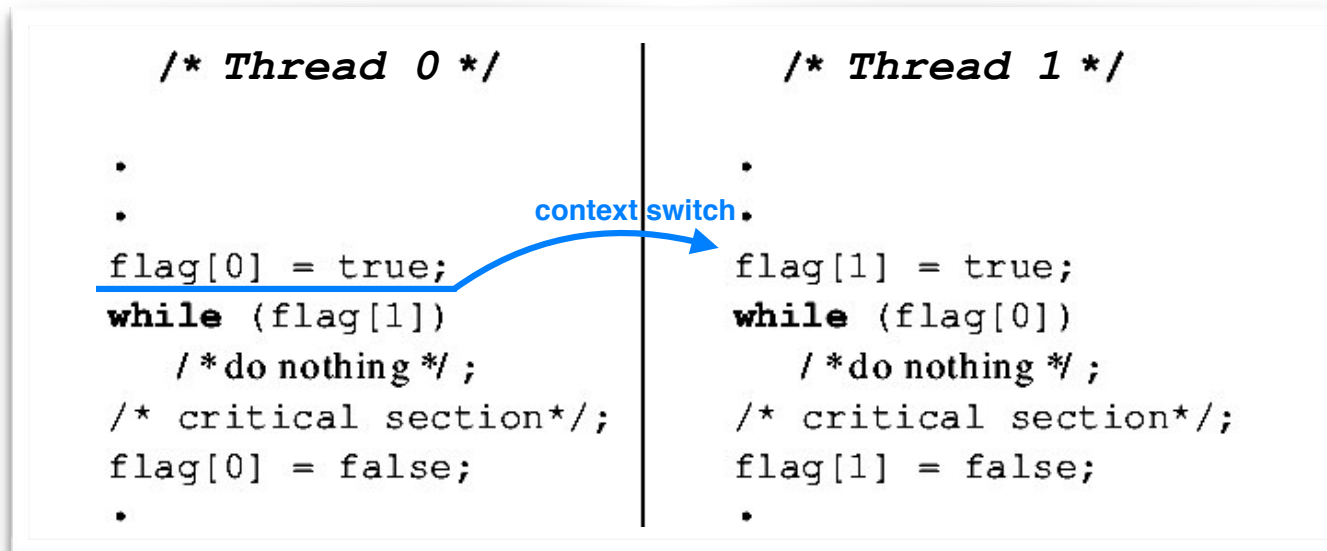 /* Thread 0 */
.
.
flag[0] = true;
while (flag[1])
/ *do nothing */ ;
/* critical section*/;
flag[0] = false;
.
context switch
/* Thread 1 */
.
.
flag[1] = true;
while (flag[0])
/ *do nothing */ ;
/* critical section*/;
flag[1] = false;
.